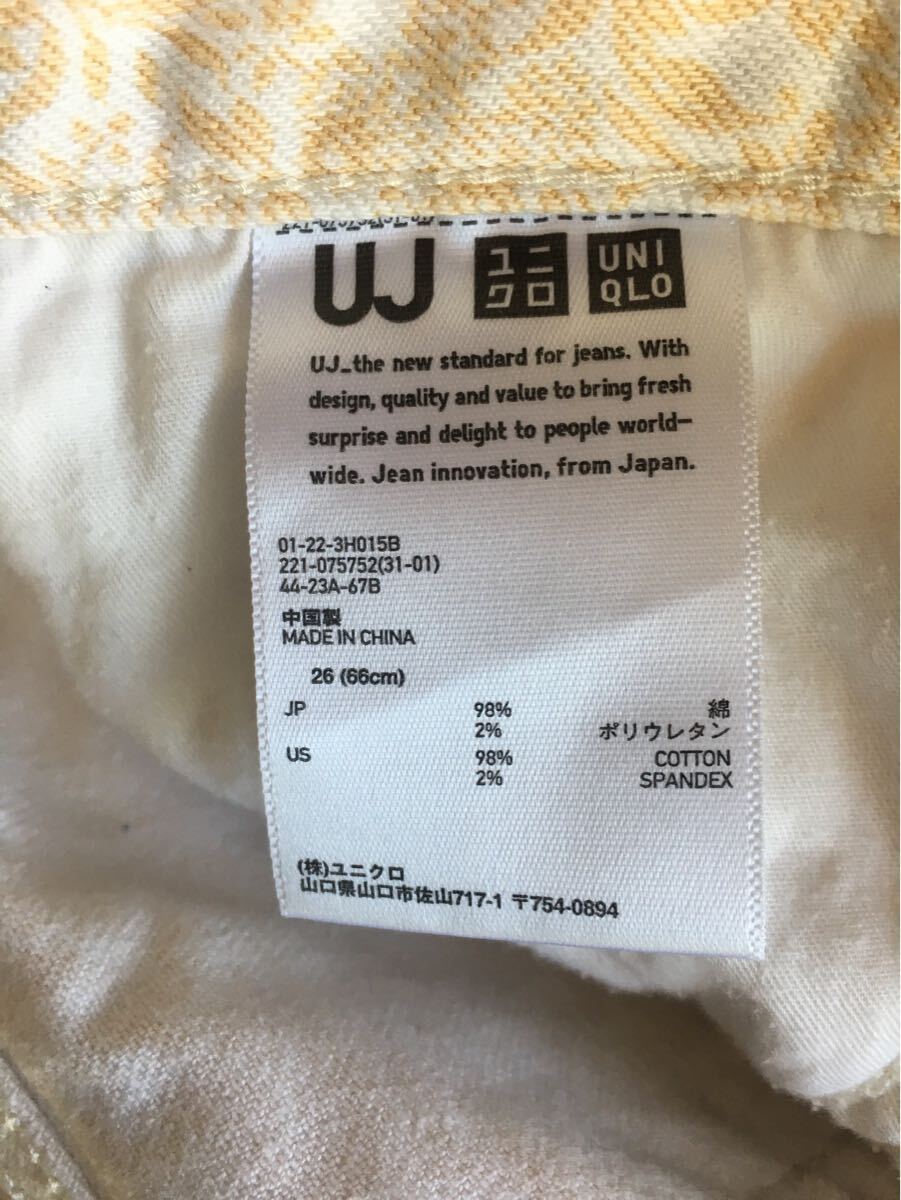 UJ ユニクロ UNIQLO
UJ_the new standard for jeans. With
design, quality and value to bring fresh
surprise and delight to people world-
wide. Jean innovation, from Japan.
01-22-3H015B
221-075752(31-01)
44-23A-67B
中国製
MADE IN CHINA
26 (66cm)
JP 98% 綿
2% ポリウレタン
US 98% COTTON
2% SPANDEX
(株)ユニクロ
山口県山口市佐山717-1 〒754-0894